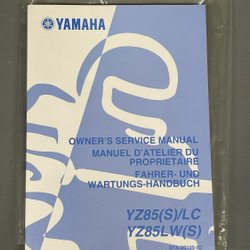 YAMAHA
OWNER'S SERVICE MANUAL
MANUEL D'ATELIER DU
PROPRIETAIRE
FAHRER- UND
WARTUNGS-HANDBUCH
YZ85(S)/LC
YZ85LW(S)